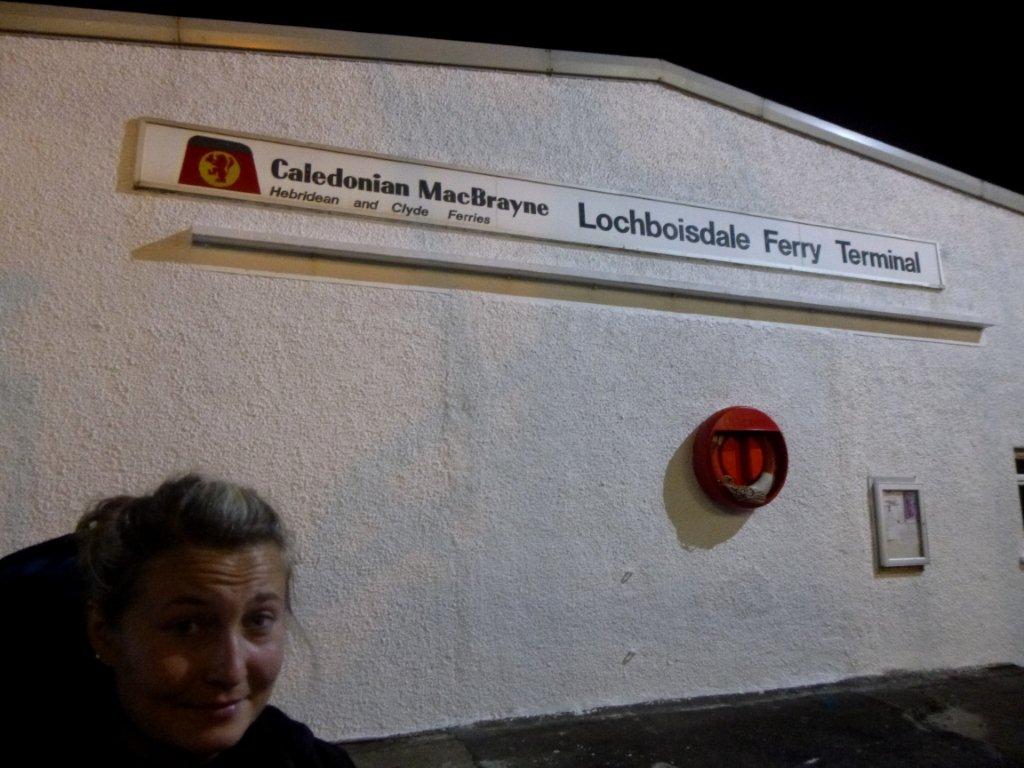 Caledonian MacBrayne
Hebridean and Clyde Ferries
Lochboisdale Ferry Terminal